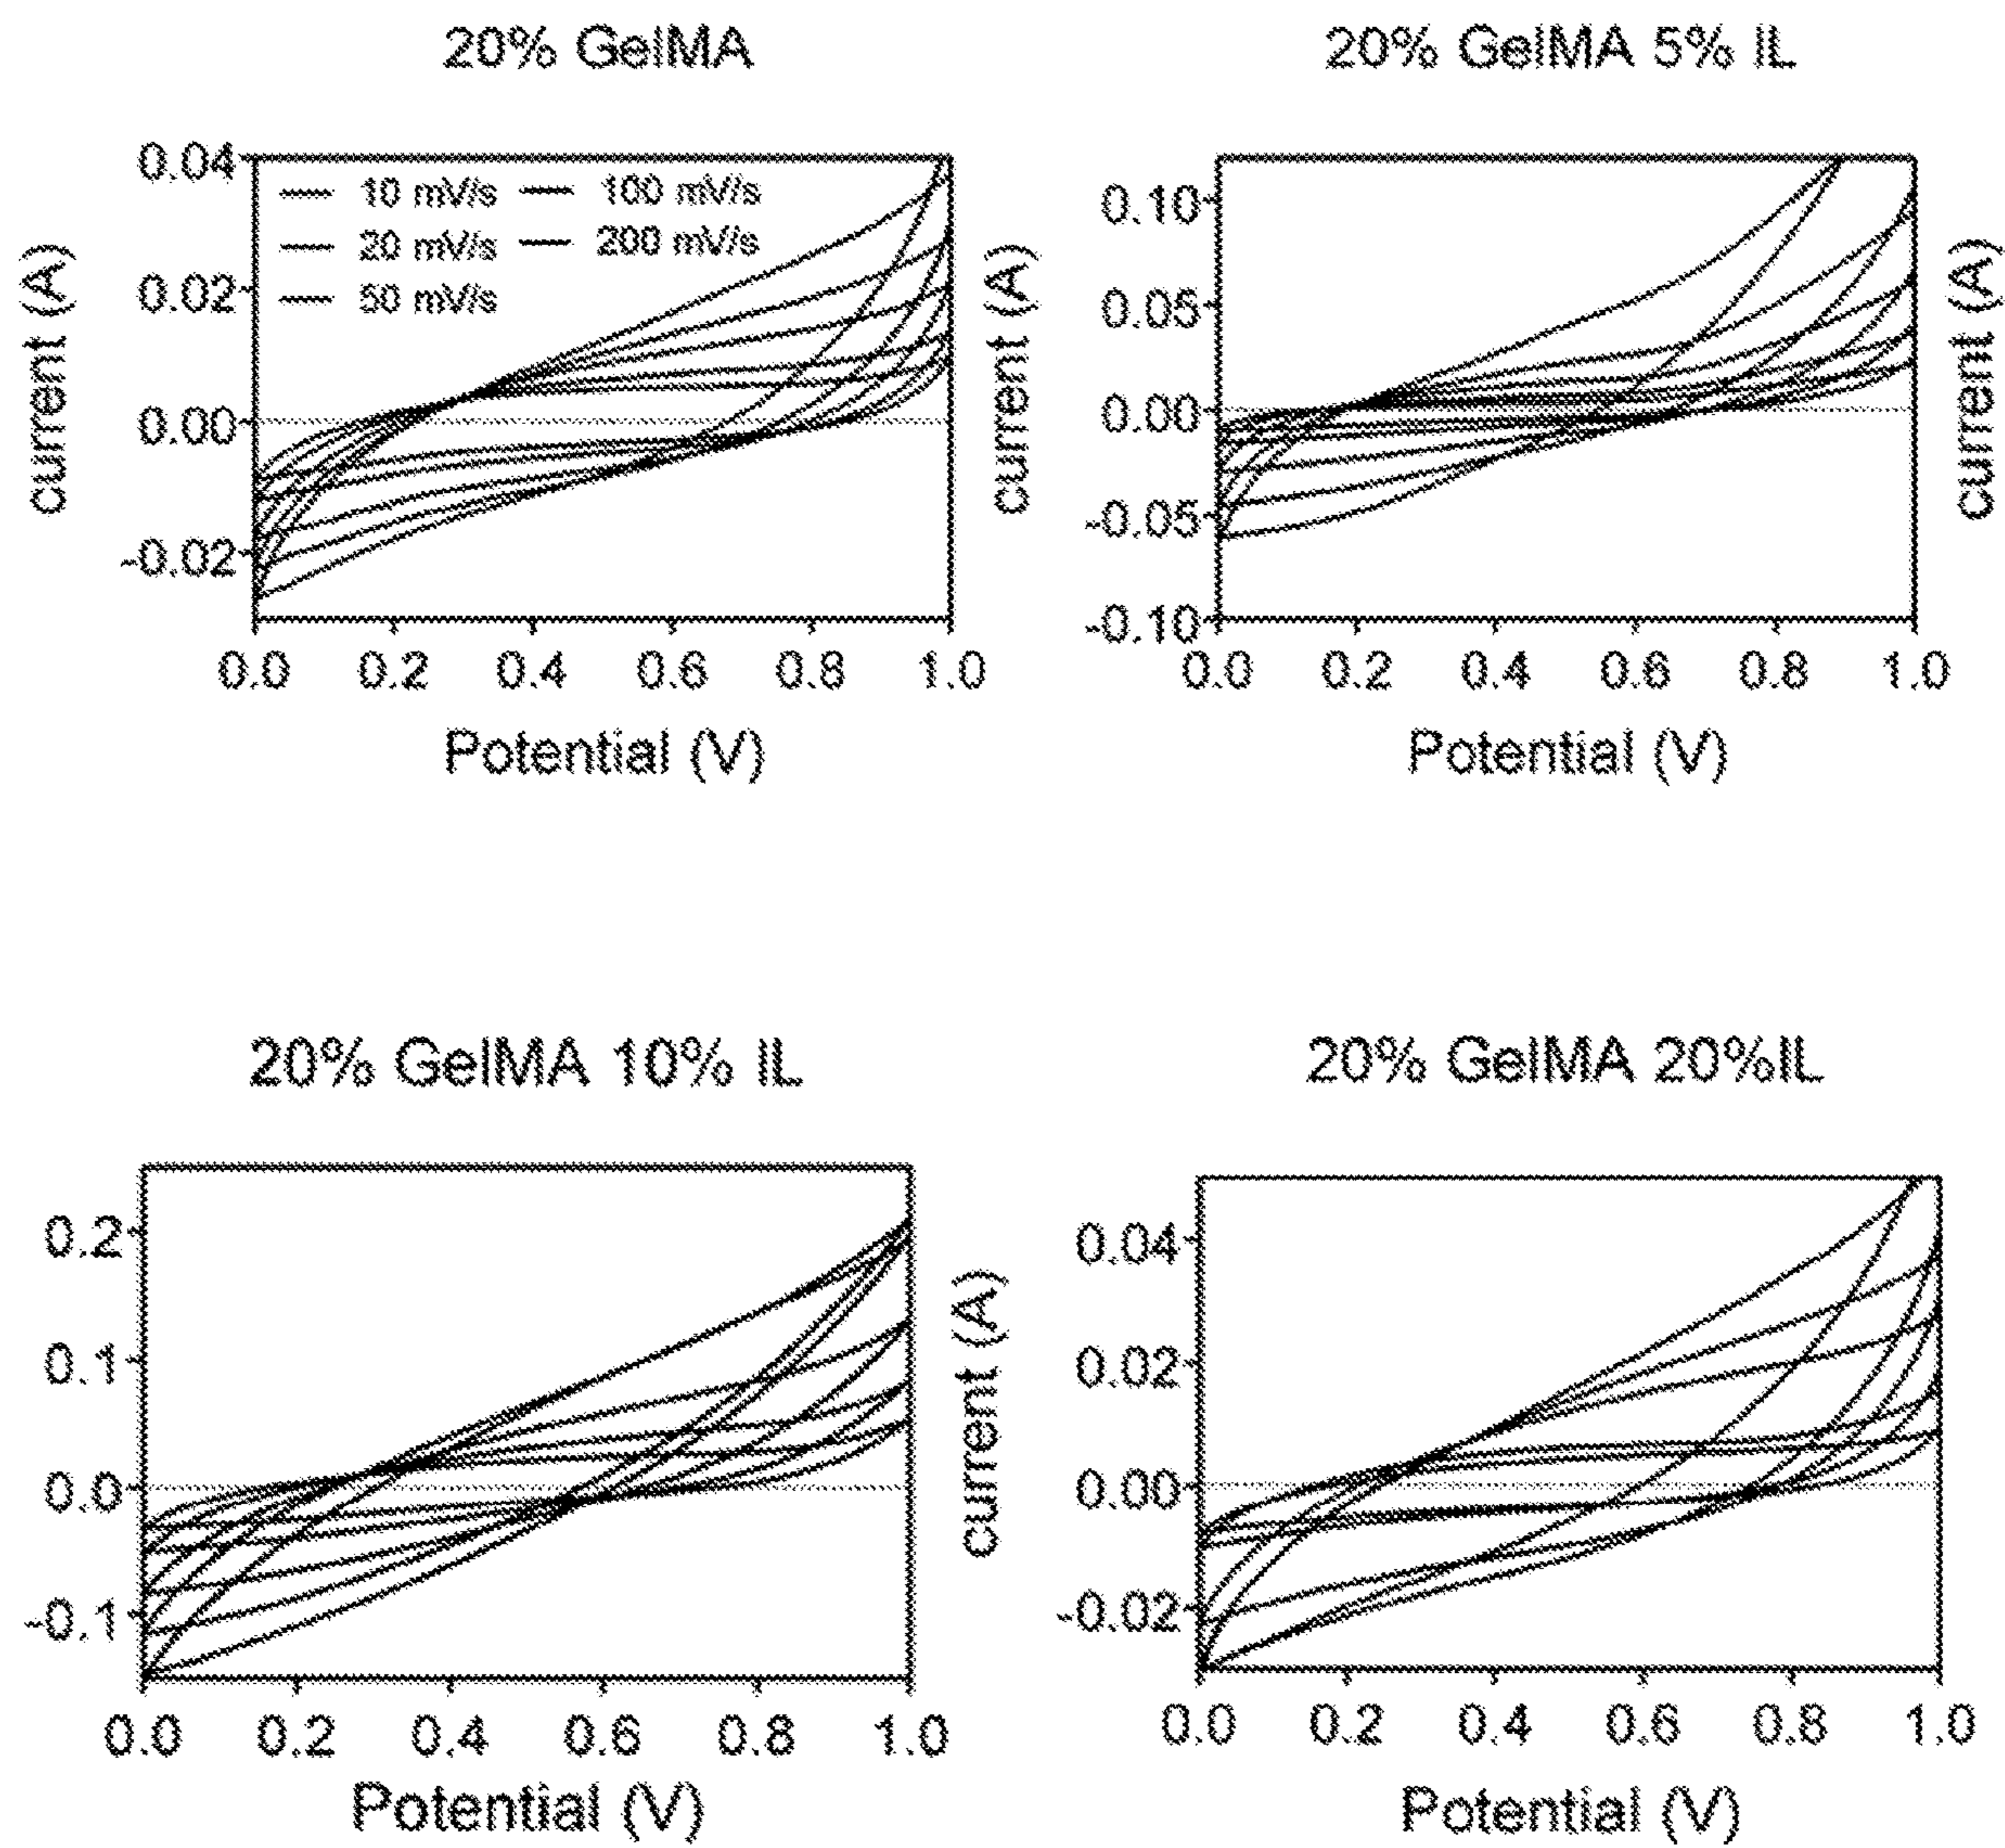 20% GelMA
20% GelMA 5% IL
current (A)
0.04
0.02
0.00
-0.02
10 mV/s
100 mV/s
20 mV/s
200 mV/s
50 mV/s
0.0 0.2 0.4 0.6 0.8 1.0
Potential (V)
current (A)
0.10
0.05
0.00
-0.05
-0.10
0.0 0.2 0.4 0.6 0.8 1.0
Potential (V)
current (A)
20% GelMA 10% IL
20% GelMA 20%IL
0.2
0.1
0.0
-0.1
0.0 0.2 0.4 0.6 0.8 1.0
Potential (V)
current (A)
0.04
0.02
0.00
-0.02
0.0 0.2 0.4 0.6 0.8 1.0
Potential (V)